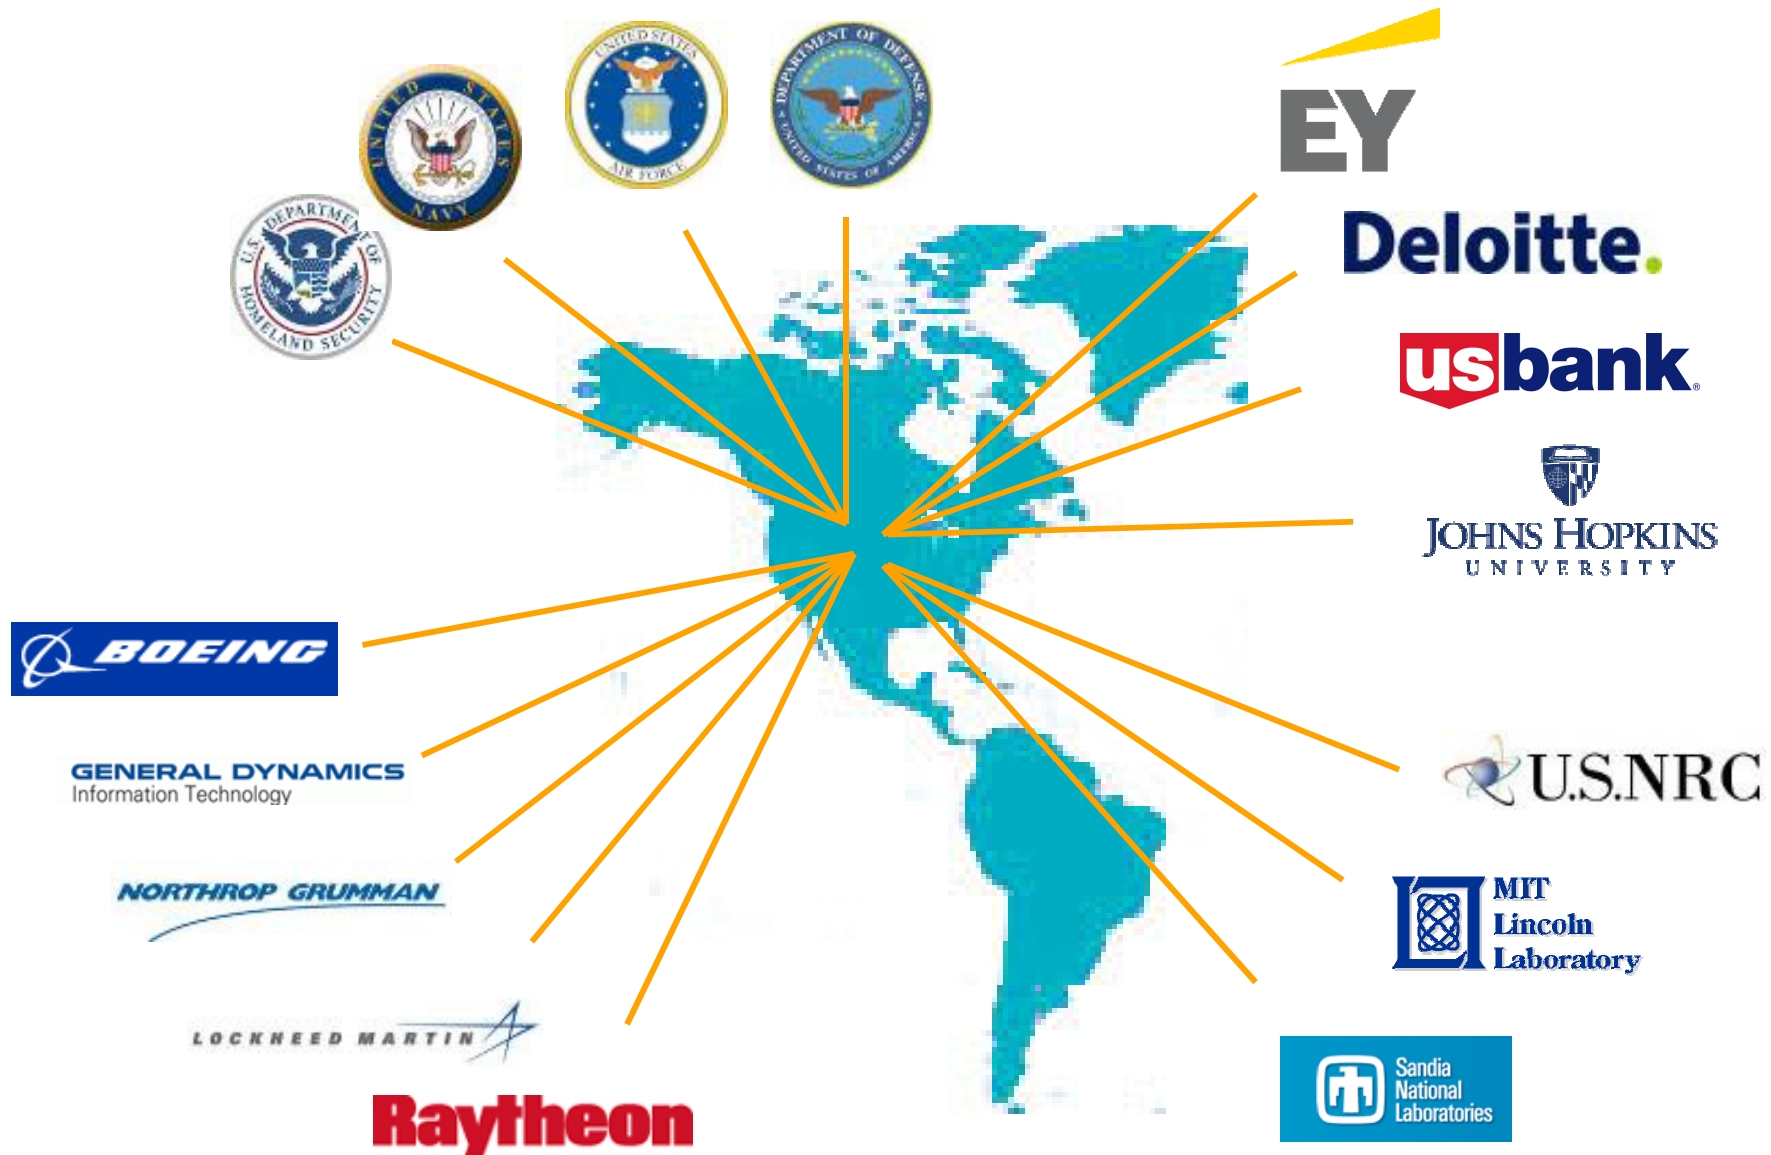 UNITED STATES
AIR FORCE
DEPARTMENT OF DEFENSE
UNITED STATES OF AMERICA
UNITED STATES
NAVY
U.S. DEPARTMENT OF
HOMELAND SECURITY
EY
Deloitte.
usbank®
JOHNS HOPKINS
UNIVERSITY
BOEING
GENERAL DYNAMICS
Information Technology
U.S.NRC
NORTHROP GRUMMAN
MIT
Lincoln
Laboratory
LOCKHEED MARTIN
Raytheon
Sandia
National
Laboratories